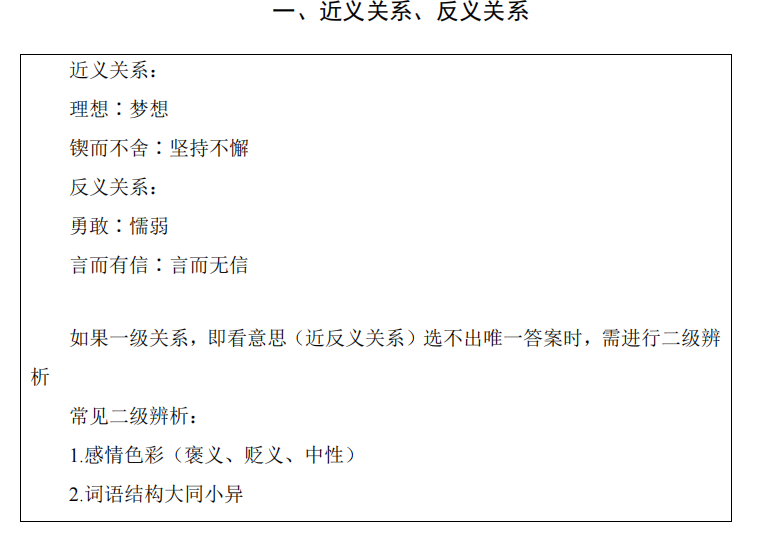 一、近义关系、反义关系
近义关系：
理想∶梦想
锲而不舍∶坚持不懈
反义关系：
勇敢∶懦弱
言而有信∶言而无信
如果一级关系，即看意思（近反义关系）选不出唯一答案时，需进行二级辨
析
常见二级辨析：
1.感情色彩（褒义、贬义、中性）
2.词语结构大同小异